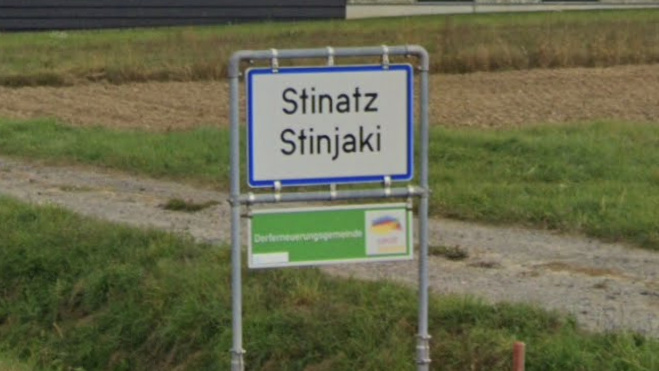 Stinatz
Stinjaki
Dorferneuerungsgemeinde